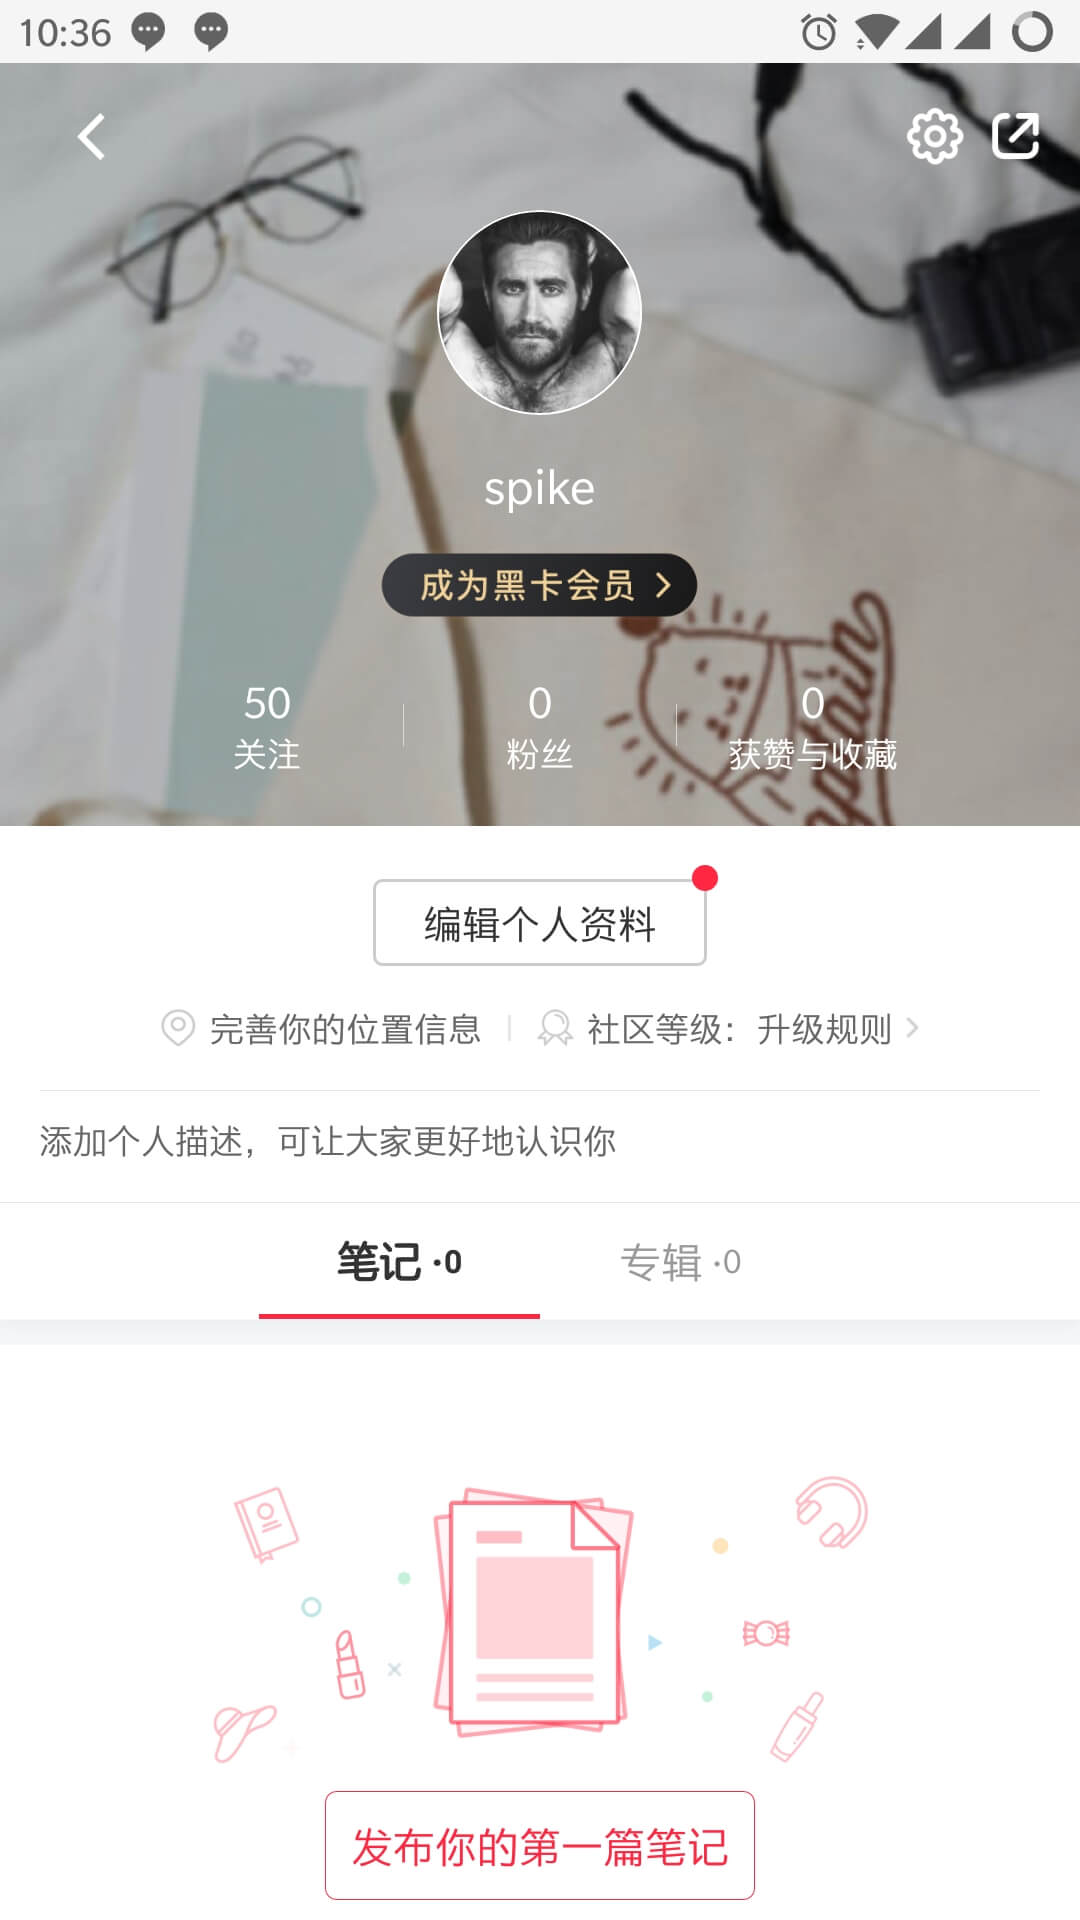 10:36
spike
成为黑卡会员
50
0
0
关注
粉丝
获赞与收藏
编辑个人资料
完善你的位置信息
社区等级：升级规则
添加个人描述，可让大家更好地认识你
笔记 ·0
专辑 ·0
发布你的第一篇笔记